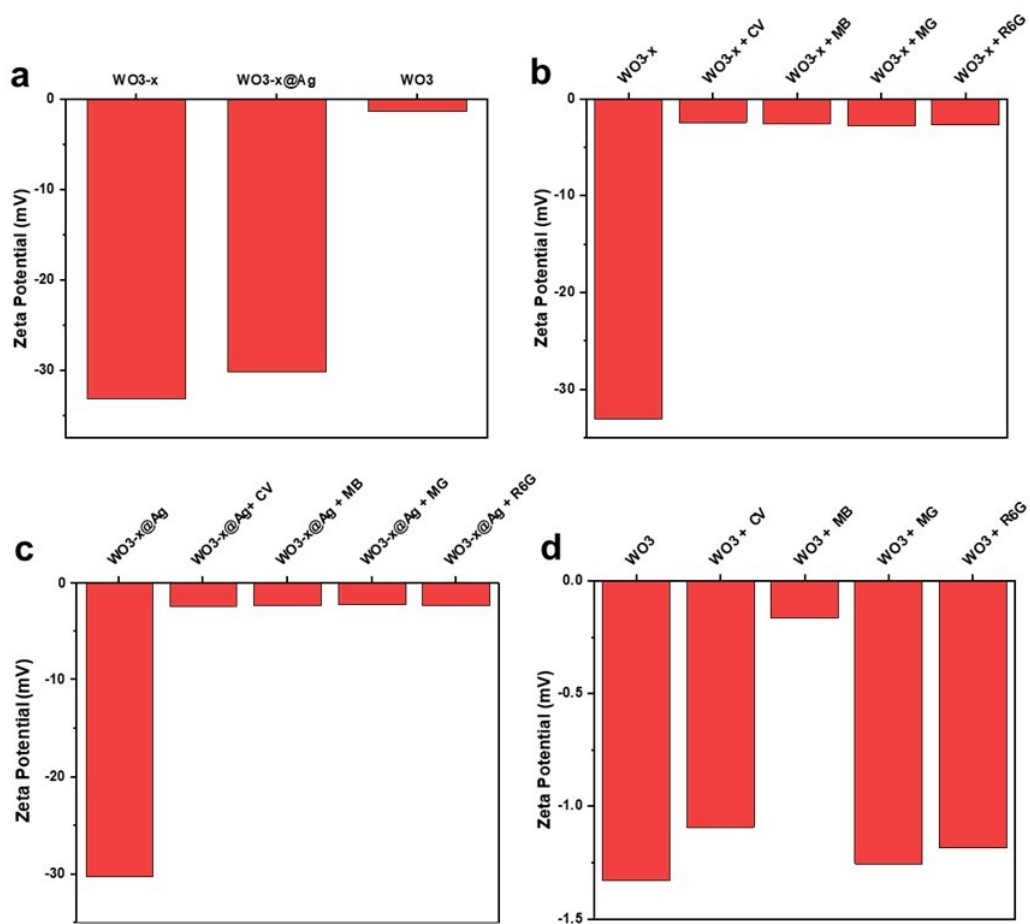 a
WO3-x
WO3-x@Ag
WO3
0
-10
-20
-30
Zeta Potential (mV)
b
WO3-x
WO3-x + CV
WO3-x + MB
WO3-x + MG
WO3-x + R6G
0
-10
-20
-30
Zeta Potential (mV)
c
WO3-x@Ag
WO3-x@Ag+ CV
WO3-x@Ag + MB
WO3-x@Ag + MG
WO3-x@Ag + R6G
0
-10
-20
-30
Zeta Potential (mV)
d
WO3
WO3 + CV
WO3 + MB
WO3 + MG
WO3 + R6G
0.0
-0.5
-1.0
-1.5
Zeta Potential (mV)